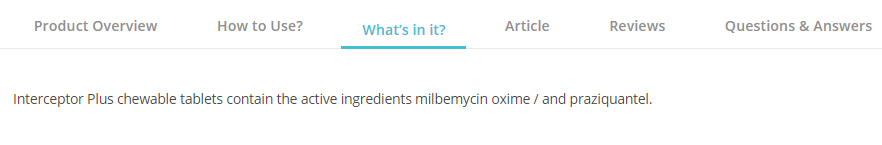 Product Overview How to Use? What's in it? Article Reviews Questions & Answers
Interceptor Plus chewable tablets contain the active ingredients milbemycin oxime / and praziquantel.